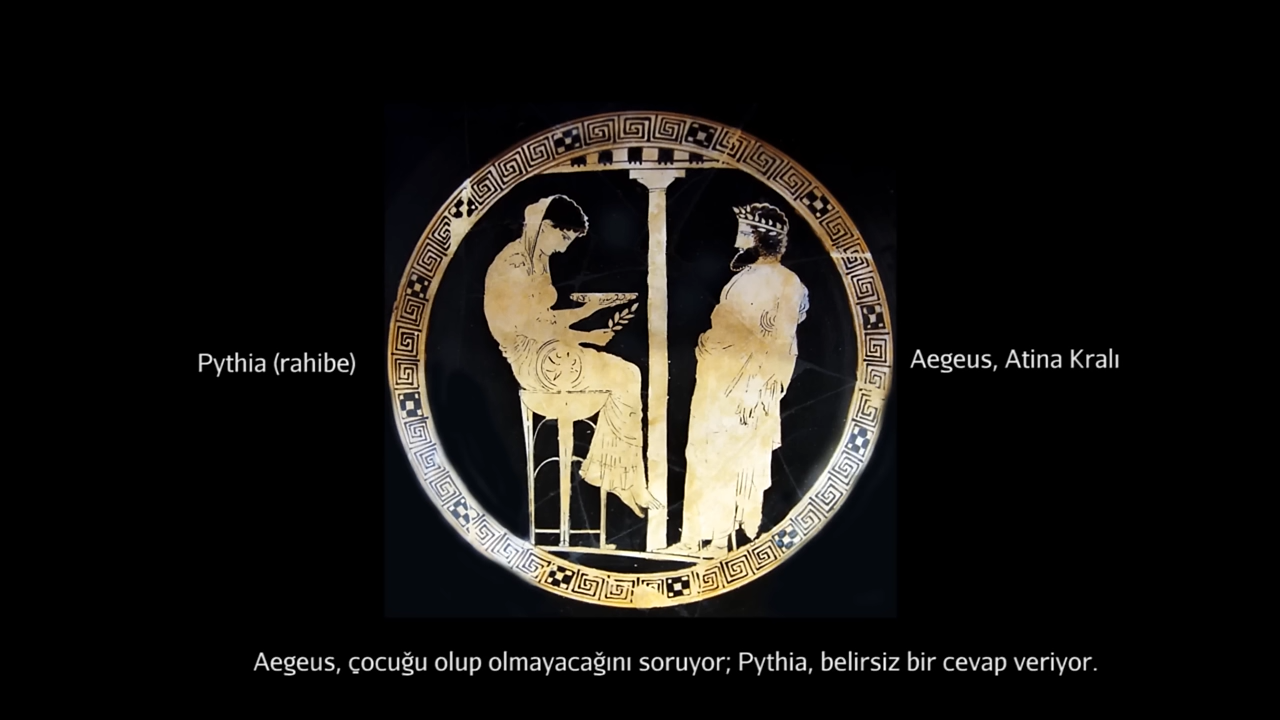 Pythia (rahibe)
Aegeus, Atina Kralı
Aegeus, çocuğu olup olmayacağını soruyor; Pythia, belirsiz bir cevap veriyor.